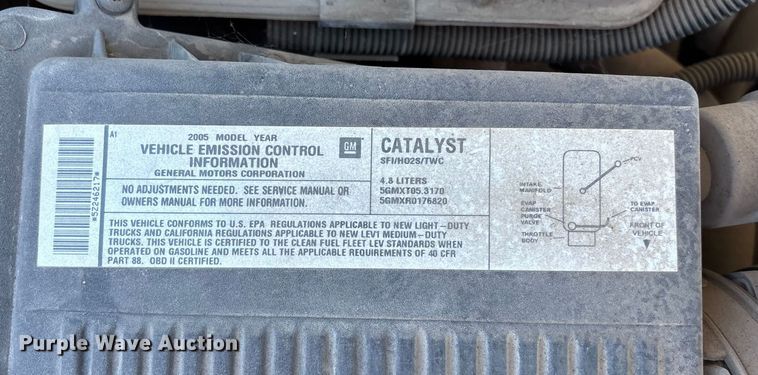 A1
2005 MODEL YEAR
VEHICLE EMISSION CONTROL
INFORMATION
GENERAL MOTORS CORPORATION
GM
NO ADJUSTMENTS NEEDED. SEE SERVICE MANUAL OR
OWNERS MANUAL FOR MORE INFORMATION.
CATALYST
SFI/HO2S/TWC
4.8 LITERS
5GMXT05.3170
5GMXR0176820
THIS VEHICLE CONFORMS TO U.S. EPA REGULATIONS APPLICABLE TO NEW LIGHT-DUTY
TRUCKS AND CALIFORNIA REGULATIONS APPLICABLE TO NEW LEV1 MEDIUM-DUTY
TRUCKS. THIS VEHICLE IS CERTIFIED TO THE CLEAN FUEL FLEET LEV STANDARDS WHEN
OPERATED ON GASOLINE AND MEETS ALL THE APPLICABLE REQUIREMENTS OF 40 CFR
PART 88. OBD II CERTIFIED.
*52246217*
PCV
INTAKE
MANIFOLD
EVAP
CANISTER
PURGE
VALVE
THROTTLE
BODY
TO EVAP
CANISTER
FRONT OF
VEHICLE
Purple Wave Auction